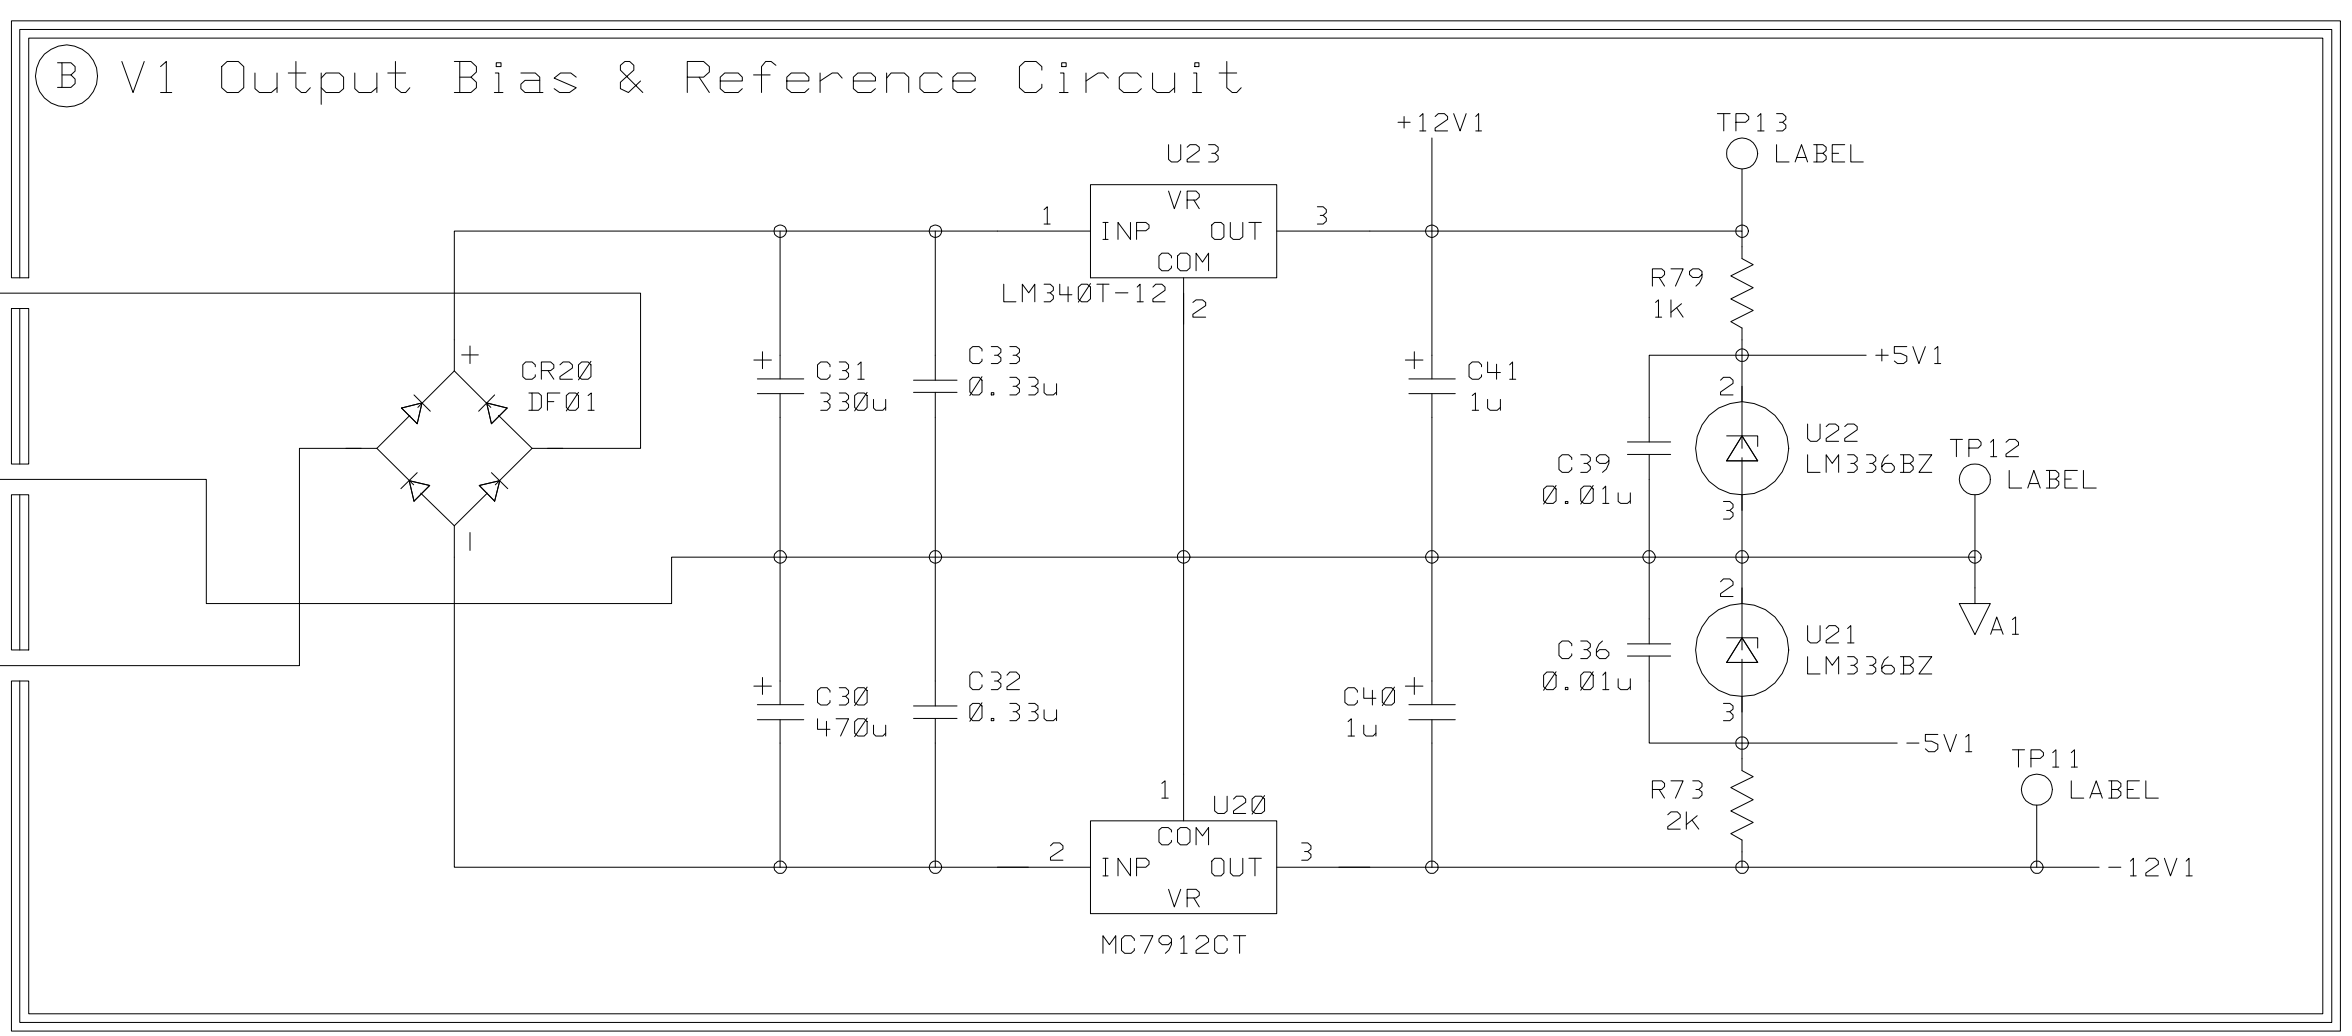 B V1 Output Bias & Reference Circuit
+12V1
TP13
LABEL
U23
VR
1
INP OUT
3
COM
LM340T-12
2
R79
1K
+
CR20
DF01
+
C31
330u
C33
0.33u
+
C41
1u
+5V1
2
U22
LM336BZ
C39
0.01u
3
TP12
LABEL
-
2
A1
U21
LM336BZ
C36
0.01u
3
+
C30
470u
C32
0.33u
C40
+
1u
-5V1
TP11
LABEL
R73
2K
1
U20
COM
2
INP OUT
3
VR
-12V1
MC7912CT